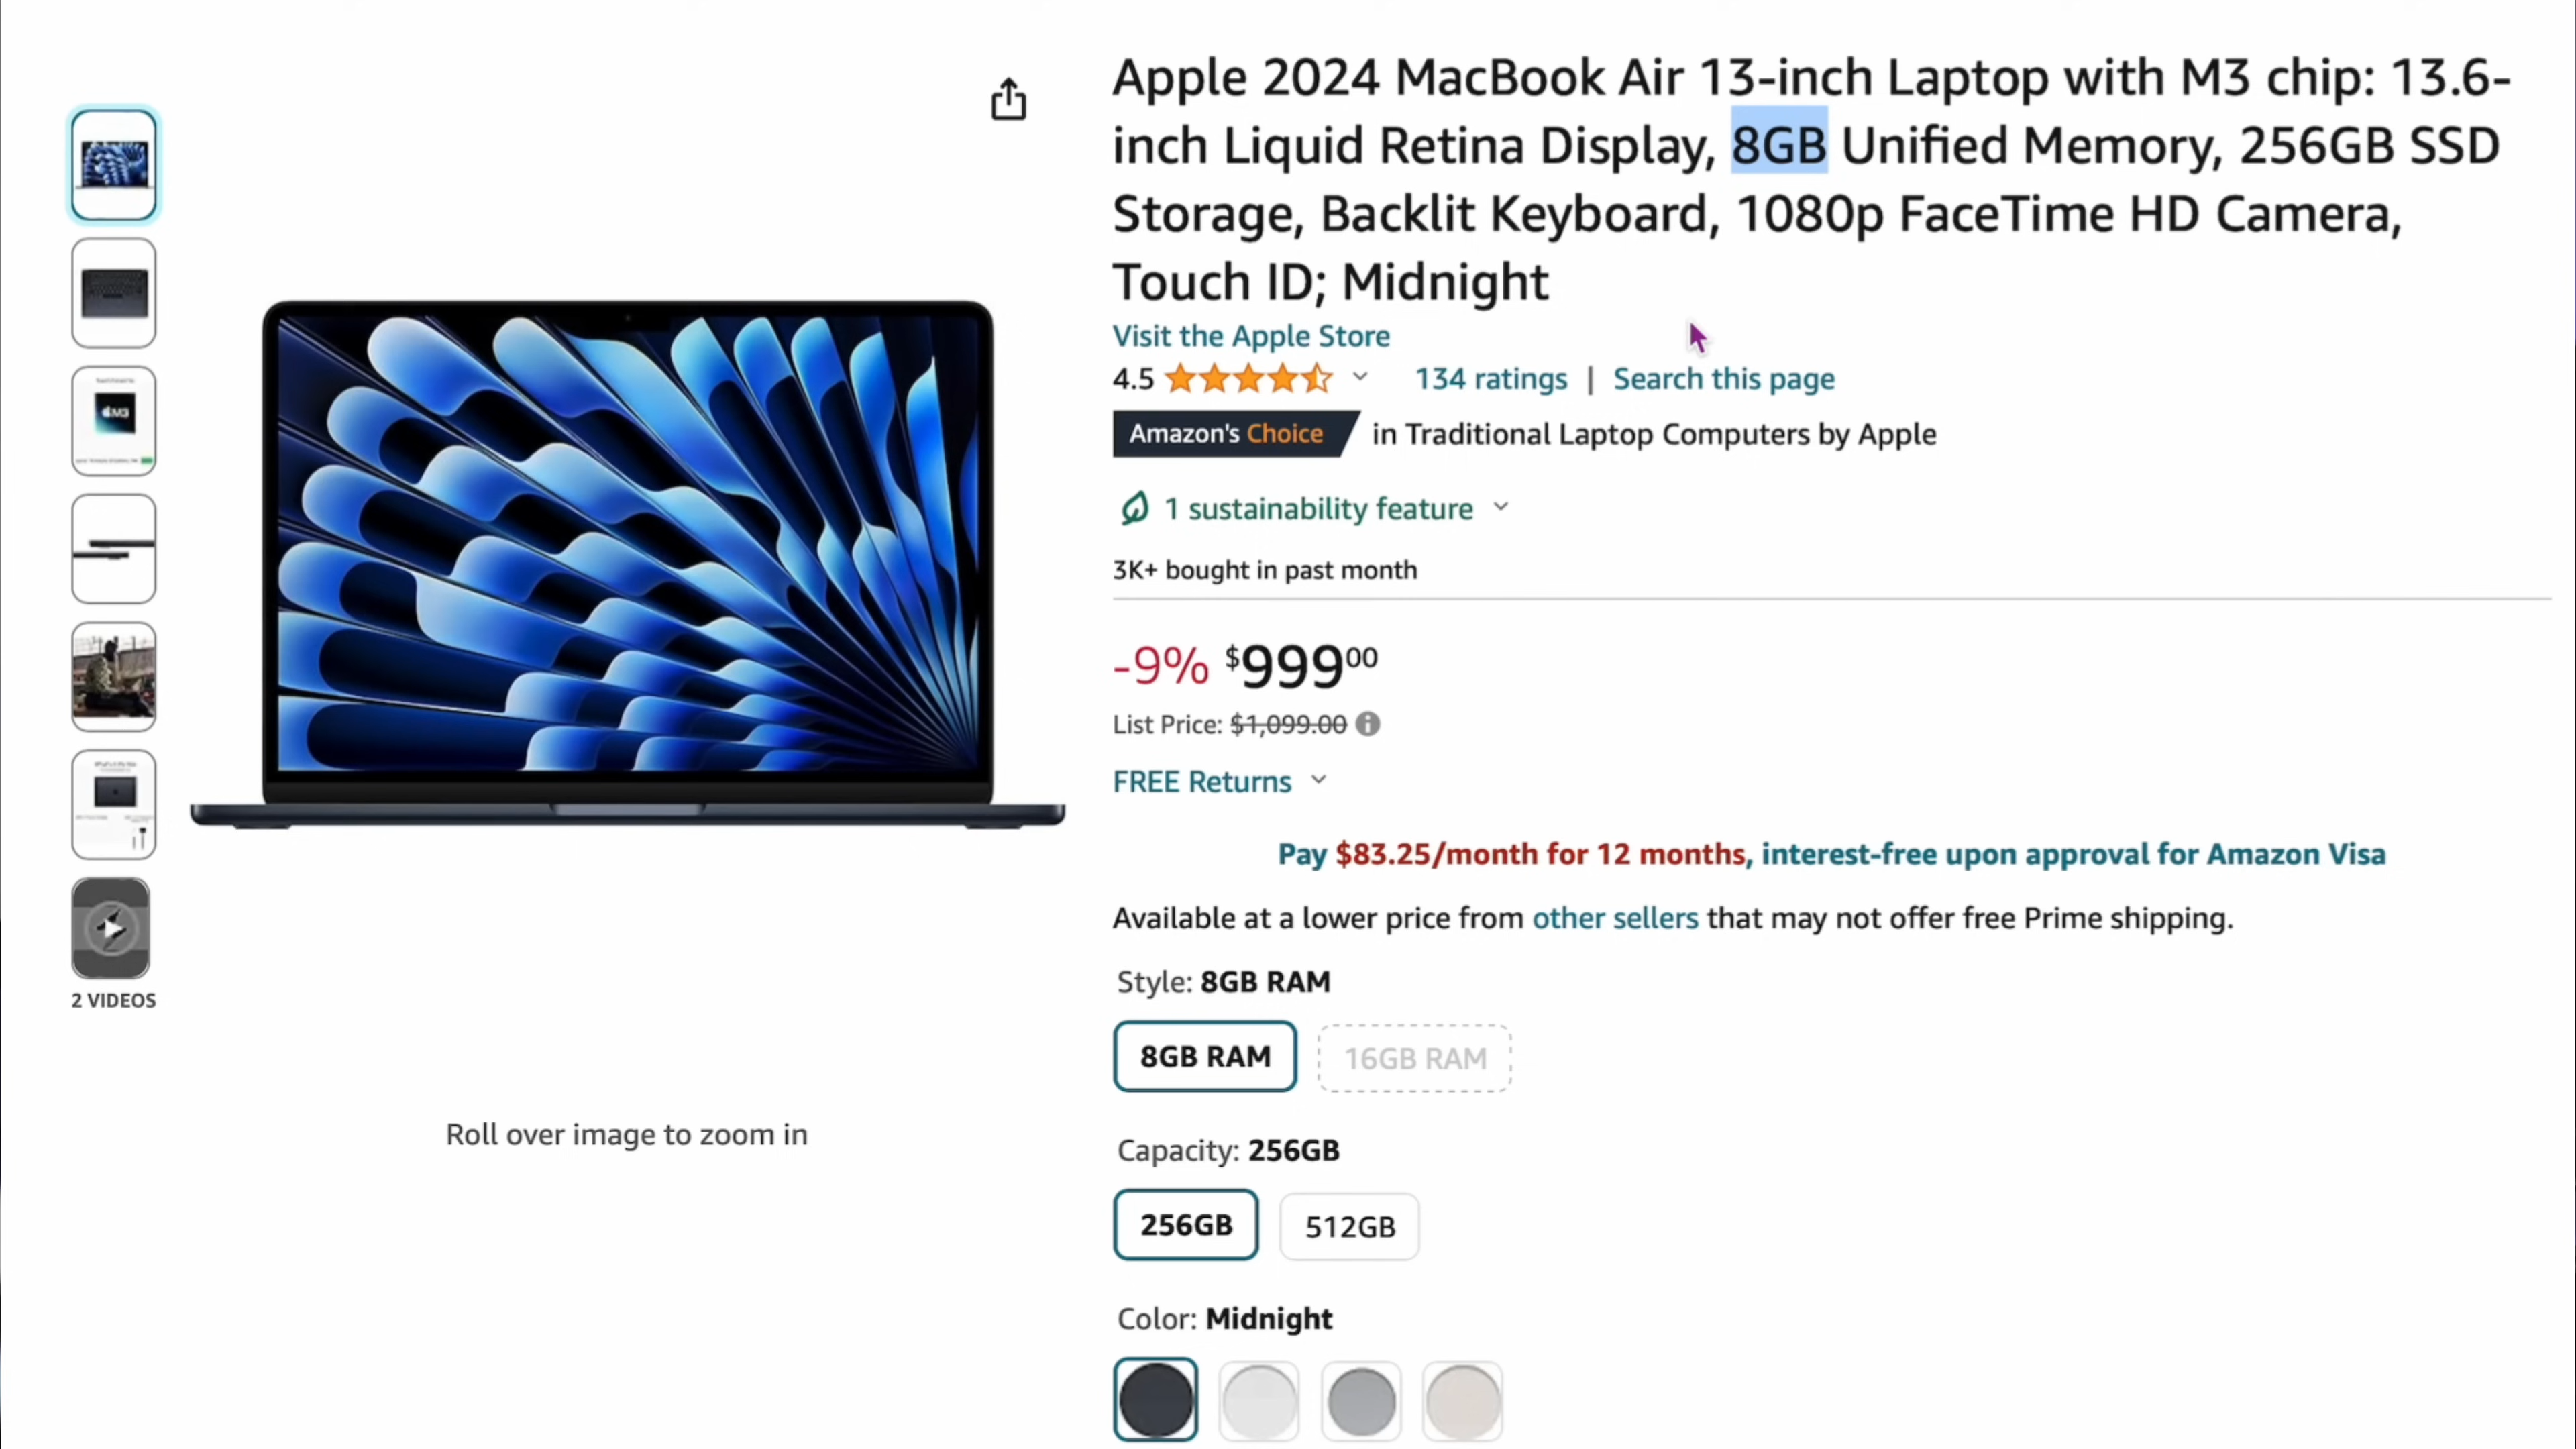 Apple 2024 MacBook Air 13-inch Laptop with M3 chip: 13.6-
inch Liquid Retina Display, 8GB Unified Memory, 256GB SSD
Storage, Backlit Keyboard, 1080p FaceTime HD Camera,
Touch ID; Midnight
Visit the Apple Store
4.5
134 ratings | Search this page
Amazon's Choice in Traditional Laptop Computers by Apple
1 sustainability feature
3K+ bought in past month
-9% $999 00
List Price: $1,099.00
FREE Returns
Pay $83.25/month for 12 months, interest-free upon approval for Amazon Visa
Available at a lower price from other sellers that may not offer free Prime shipping.
Style: 8GB RAM
8GB RAM
16GB RAM
Capacity: 256GB
256GB
512GB
Color: Midnight
M3
2 VIDEOS
Roll over image to zoom in